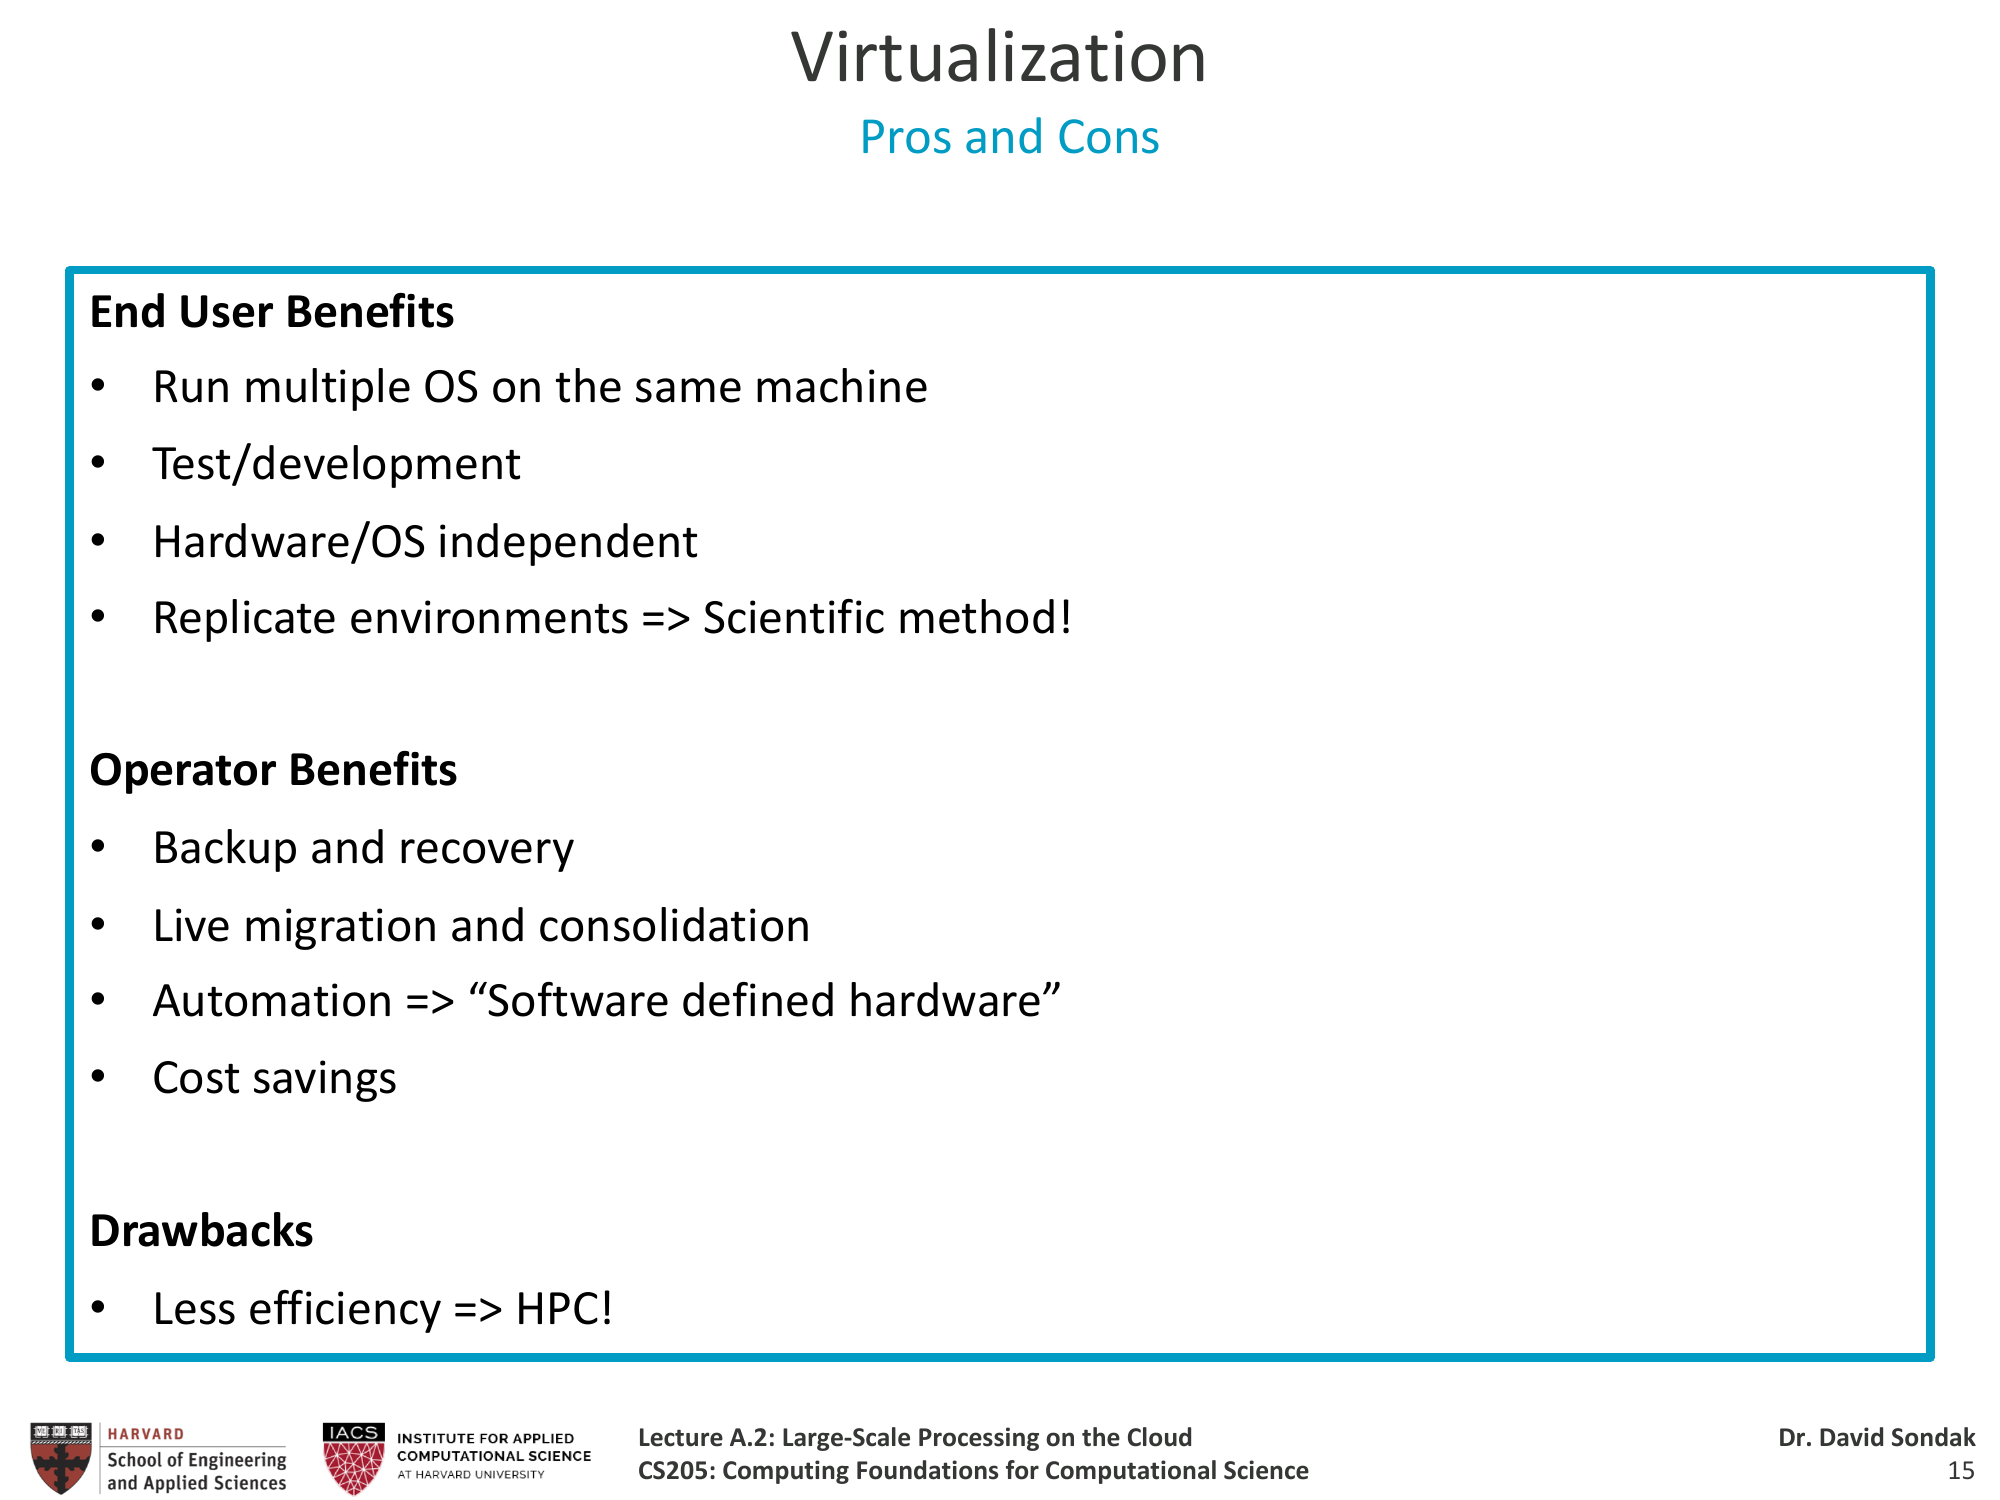 Virtualization
Pros and Cons
End User Benefits
• Run multiple OS on the same machine
• Test/development
• Hardware/OS independent
• Replicate environments => Scientific method!
Operator Benefits
• Backup and recovery
• Live migration and consolidation
• Automation => “Software defined hardware”
• Cost savings
Drawbacks
• Less efficiency => HPC!
HARVARD
School of Engineering
and Applied Sciences
IACS
INSTITUTE FOR APPLIED
COMPUTATIONAL SCIENCE
AT HARVARD UNIVERSITY
Lecture A.2: Large-Scale Processing on the Cloud
CS205: Computing Foundations for Computational Science
Dr. David Sondak
15